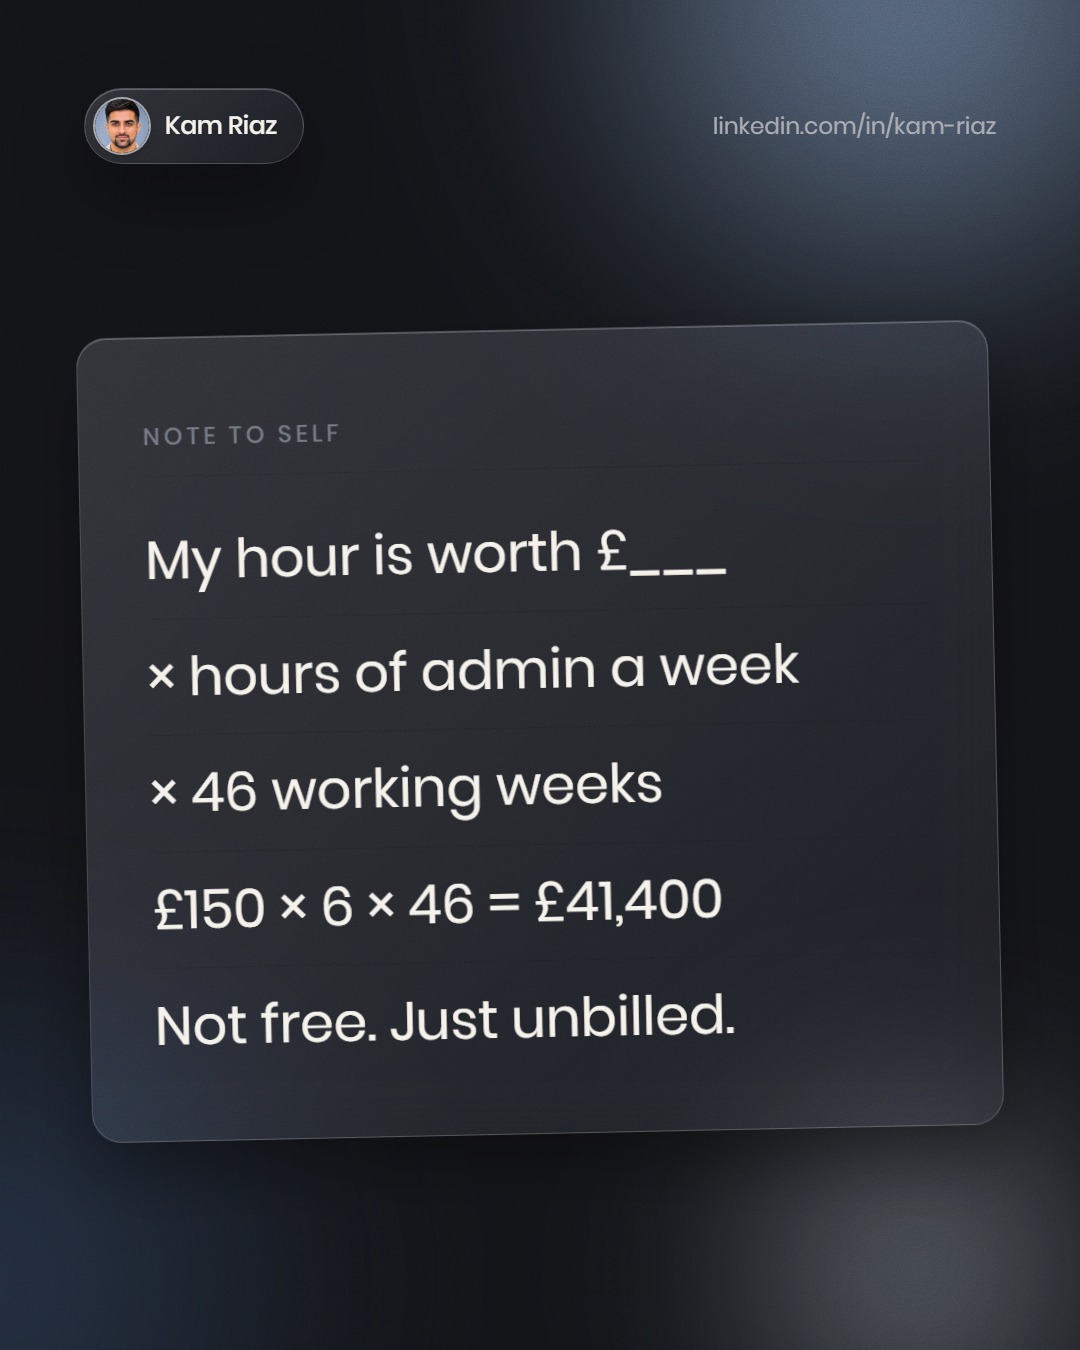 Kam Riaz
linkedin.com/in/kam-riaz
NOTE TO SELF
My hour is worth £___
× hours of admin a week
× 46 working weeks
£150 × 6 × 46 = £41,400
Not free. Just unbilled.